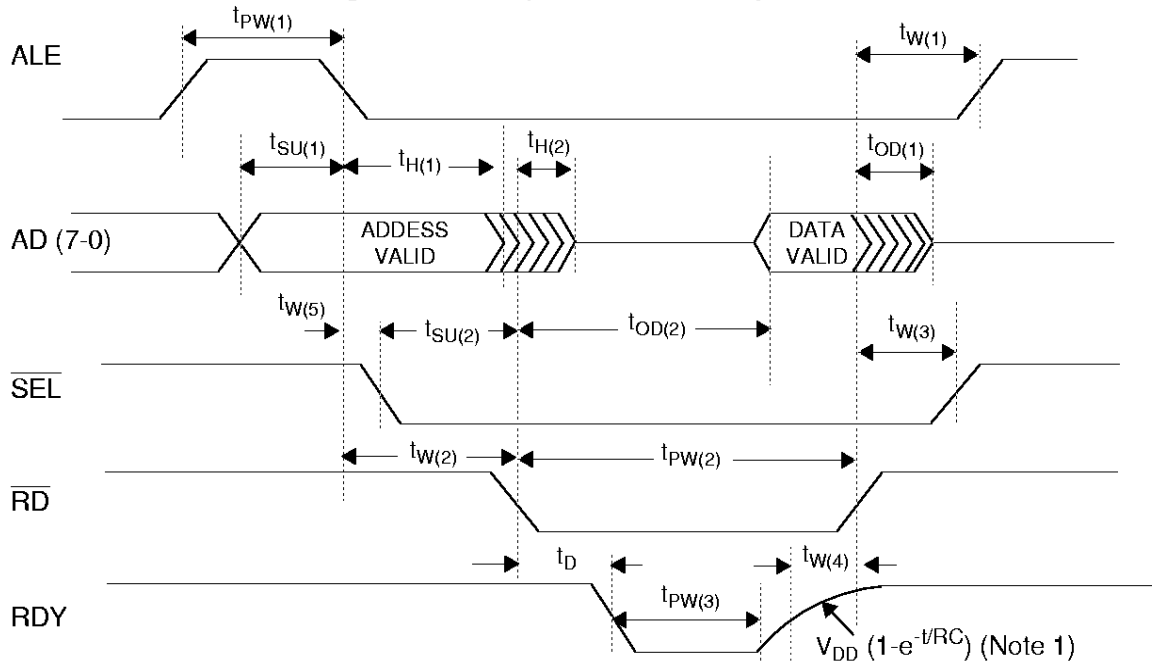 tPW(1)
tW(1)
ALE
tSU(1)
tH(1)
tH(2)
tOD(1)
AD (7-0)
ADDESS
VALID
DATA
VALID
tW(5)
tSU(2)
tOD(2)
tW(3)
SEL
tW(2)
tPW(2)
RD
tD
tW(4)
RDY
tPW(3)
VDD (1-e-t/RC) (Note 1)